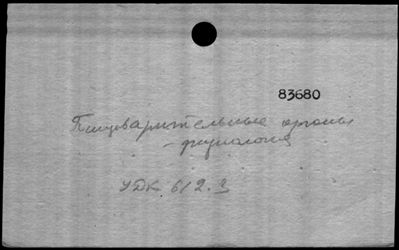 83680
Пищеварительные органы
- физиология
УДК 612.3